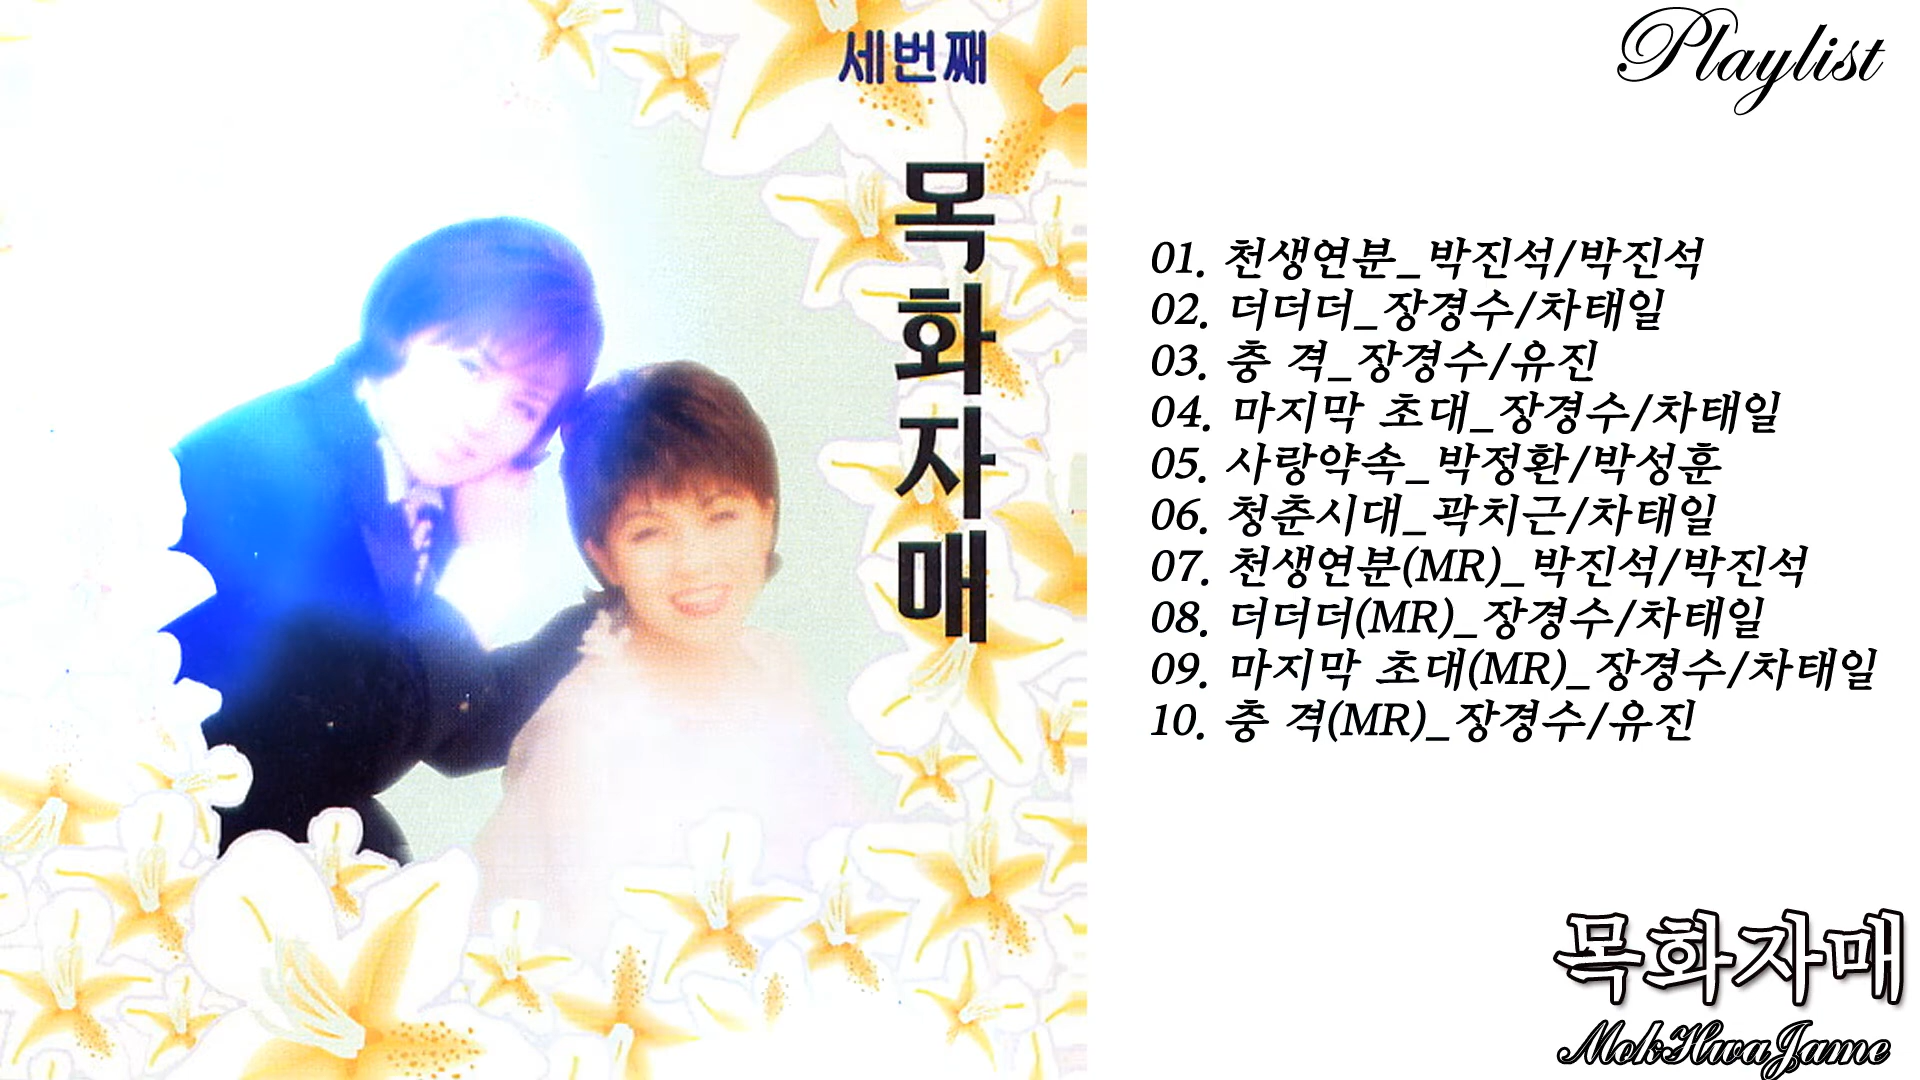 세번째
목화자매
Playlist
01. 천생연분_박진석/박진석
02. 더더더_장경수/차태일
03. 충 격_장경수/유진
04. 마지막 초대_장경수/차태일
05. 사랑약속_박정환/박성훈
06. 청춘시대_곽치근/차태일
07. 천생연분(MR)_박진석/박진석
08. 더더더(MR)_장경수/차태일
09. 마지막 초대(MR)_장경수/차태일
10. 충 격(MR)_장경수/유진
목화자매
MokHwaJame